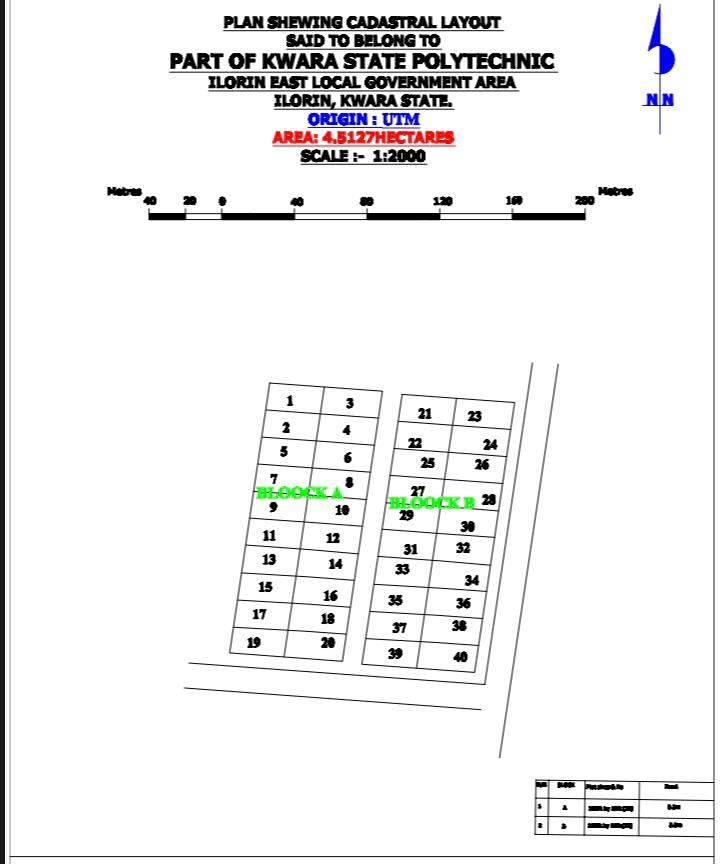 PLAN SHEWING CADASTRAL LAYOUT
SAID TO BELONG TO
PART OF KWARA STATE POLYTECHNIC
ILORIN EAST LOCAL GOVERNMENT AREA
ILORIN, KWARA STATE.
ORIGIN : UTM
AREA: 4.5127HECTARES
SCALE :- 1:2000
N N
Metres 40 20 0 40 80 120 160 200 Metres
1 3 21 23
2 4 22 24
5 6 25 26
7 8 27 28
BLOOCK A BLOOCK B
9 10 29 30
11 12 31 32
13 14 33 34
15 16 35 36
17 18 37 38
19 20 39 40
BLOCK
1 A
2